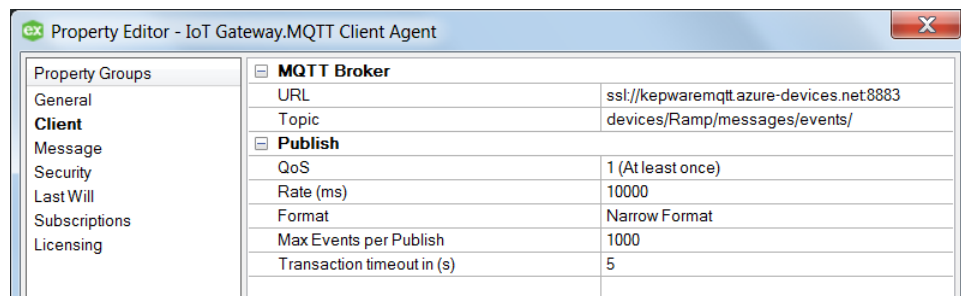 ex Property Editor - IoT Gateway.MQTT Client Agent X
Property Groups
General
Client
Message
Security
Last Will
Subscriptions
Licensing
MQTT Broker
URL ssl://kepwaremqtt.azure-devices.net:8883
Topic devices/Ramp/messages/events/
Publish
QoS 1 (At least once)
Rate (ms) 10000
Format Narrow Format
Max Events per Publish 1000
Transaction timeout in (s) 5